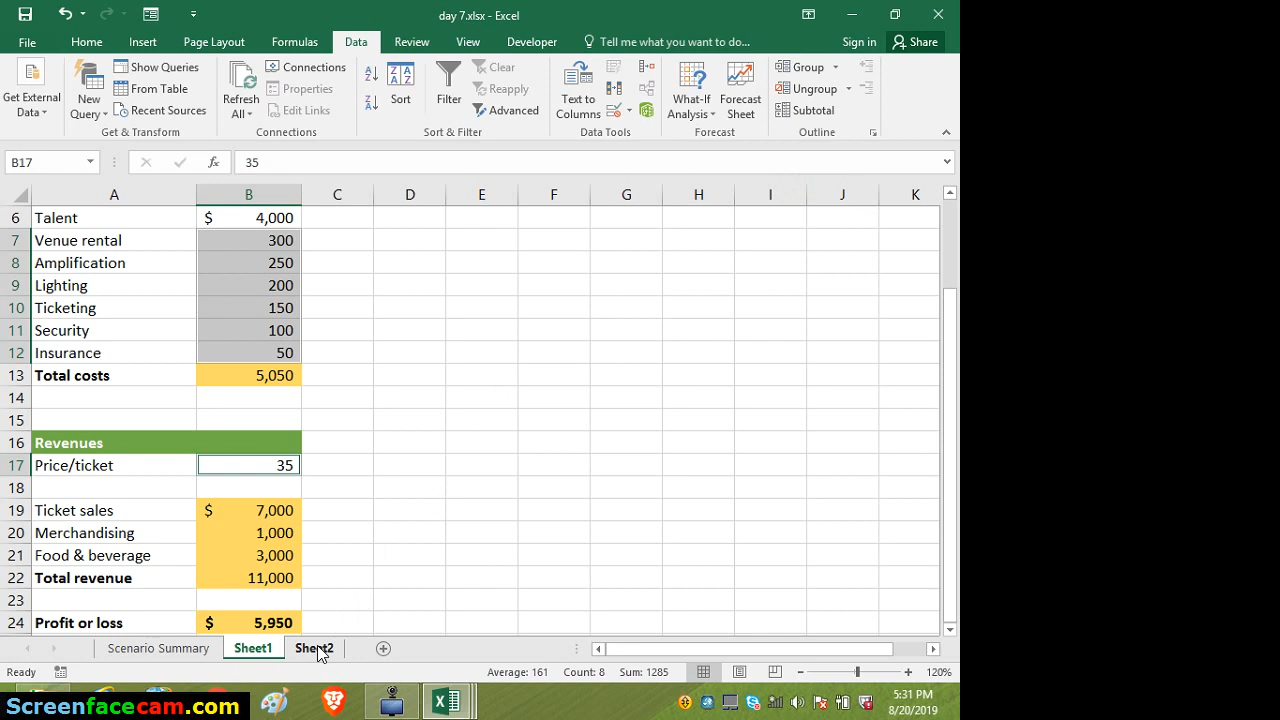 day 7.xlsx - Excel
File Home Insert Page Layout Formulas Data Review View Developer Tell me what you want to do... Sign in Share
Get External Data
New Query
Show Queries
From Table
Recent Sources
Get & Transform
Refresh All
Connections
Properties
Edit Links
Connections
Sort
Filter
Clear
Reapply
Advanced
Sort & Filter
Text to Columns
Data Tools
What-If Analysis
Forecast Sheet
Forecast
Group
Ungroup
Subtotal
Outline
B17 fx 35
A B C D E F G H I J K
6 Talent $ 4,000
7 Venue rental 300
8 Amplification 250
9 Lighting 200
10 Ticketing 150
11 Security 100
12 Insurance 50
13 Total costs 5,050
14
15
16 Revenues
17 Price/ticket 35
18
19 Ticket sales $ 7,000
20 Merchandising 1,000
21 Food & beverage 3,000
22 Total revenue 11,000
23
24 Profit or loss $ 5,950
Scenario Summary Sheet1 Sheet2
Ready Average: 161 Count: 8 Sum: 1285 120%
Screenfacecam.com
5:31 PM
8/20/2019